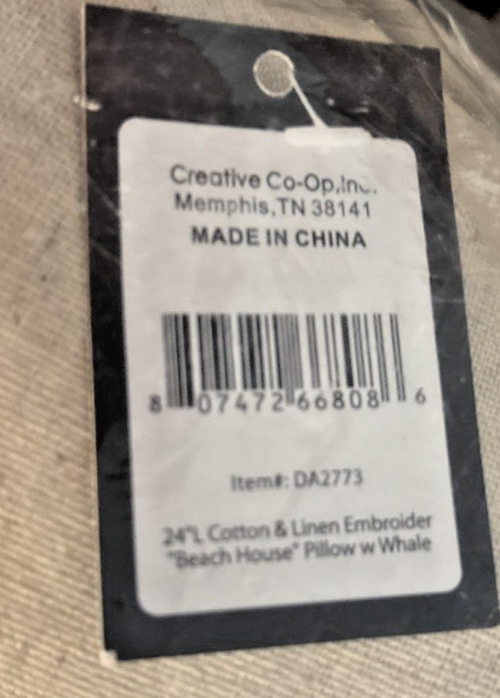 Creative Co-Op,Inc.
Memphis,TN 38141
MADE IN CHINA
8 07472 66808 6
Item#: DA2773
24"L Cotton & Linen Embroider
"Beach House" Pillow w Whale